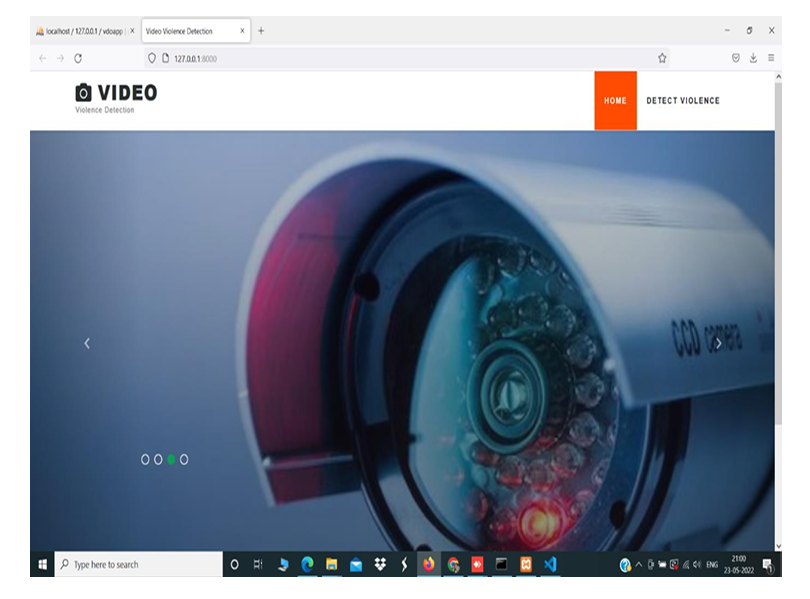 localhost / 127.0.0.1 / vdoapp |
Video Violence Detection
127.0.0.1:8000
VIDEO
Violence Detection
HOME
DETECT VIOLENCE
CCD camera
Type here to search
ENG
21:00
23-05-2022